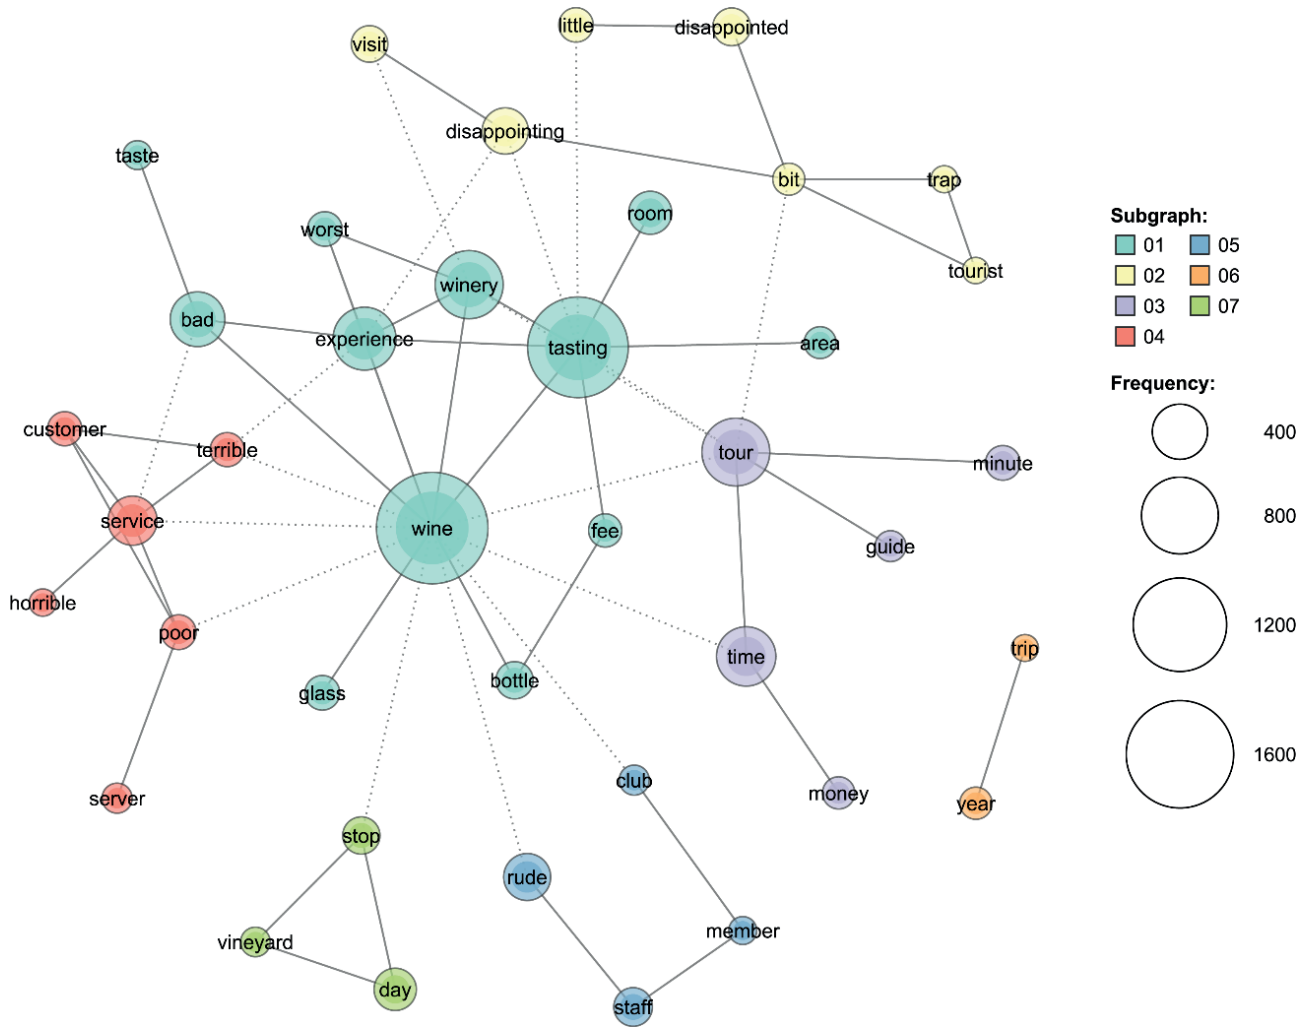 little
disappointed
visit
disappointing
taste
bit
trap
room
worst
tourist
winery
bad
experience
tasting
area
customer
terrible
tour
minute
service
wine
fee
guide
horrible
poor
trip
time
bottle
glass
club
money
server
year
stop
rude
member
vineyard
day
staff
Subgraph:
01
05
02
06
03
07
04
Frequency:
400
800
1200
1600